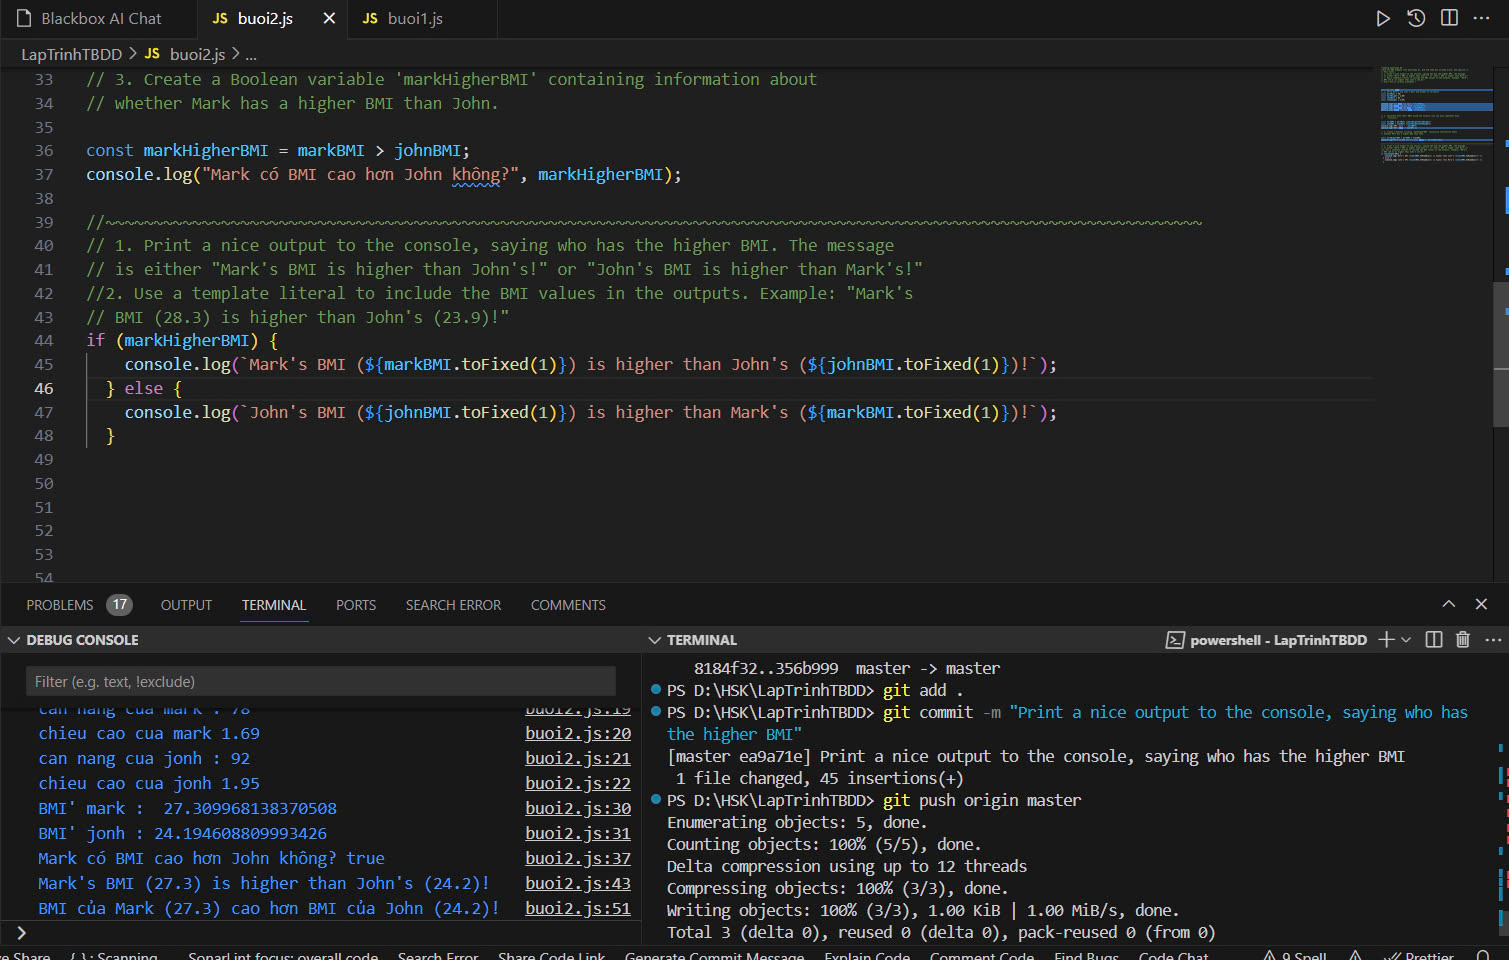 Blackbox AI Chat
JS buoi2.js
JS buoi1.js
LapTrinhTBDD > JS buoi2.js > ...
33 // 3. Create a Boolean variable 'markHigherBMI' containing information about
34 // whether Mark has a higher BMI than John.
35
36 const markHigherBMI = markBMI > johnBMI;
37 console.log("Mark có BMI cao hơn John không?", markHigherBMI);
38
39 //~~~~~~~~~~~~~~~~~~~~~~~~~~~~~~~~~~~~~~~~~~~~~~~~~~~~~~~~~~~~~~~~~~~~~~~~~~~~~~~~~~~~~~~~~~~~~~~~~~~~~~~~~~~~~~~~~~
40 // 1. Print a nice output to the console, saying who has the higher BMI. The message
41 // is either "Mark's BMI is higher than John's!" or "John's BMI is higher than Mark's!"
42 //2. Use a template literal to include the BMI values in the outputs. Example: "Mark's
43 // BMI (28.3) is higher than John's (23.9)!"
44 if (markHigherBMI) {
45 console.log(`Mark's BMI (${markBMI.toFixed(1)}) is higher than John's (${johnBMI.toFixed(1)})!`);
46 } else {
47 console.log(`John's BMI (${johnBMI.toFixed(1)}) is higher than Mark's (${markBMI.toFixed(1)})!`);
48 }
49
50
51
52
53
54
PROBLEMS 17 OUTPUT TERMINAL PORTS SEARCH ERROR COMMENTS
DEBUG CONSOLE
Filter (e.g. text, !exclude)
can nang cua mark : 78 buoi2.js:19
chieu cao cua mark 1.69 buoi2.js:20
can nang cua jonh : 92 buoi2.js:21
chieu cao cua jonh 1.95 buoi2.js:22
BMI' mark : 27.309968138370508 buoi2.js:30
BMI' jonh : 24.194608809993426 buoi2.js:31
Mark có BMI cao hơn John không? true buoi2.js:37
Mark's BMI (27.3) is higher than John's (24.2)! buoi2.js:43
BMI của Mark (27.3) cao hơn BMI của John (24.2)! buoi2.js:51
>
TERMINAL
powershell - LapTrinhTBDD
8184f32..356b999 master -> master
PS D:\HSK\LapTrinhTBDD> git add .
PS D:\HSK\LapTrinhTBDD> git commit -m "Print a nice output to the console, saying who has
the higher BMI"
[master ea9a71e] Print a nice output to the console, saying who has the higher BMI
1 file changed, 45 insertions(+)
PS D:\HSK\LapTrinhTBDD> git push origin master
Enumerating objects: 5, done.
Counting objects: 100% (5/5), done.
Delta compression using up to 12 threads
Compressing objects: 100% (3/3), done.
Writing objects: 100% (3/3), 1.00 KiB | 1.00 MiB/s, done.
Total 3 (delta 0), reused 0 (delta 0), pack-reused 0 (from 0)
Share {.}: Scanning.. SonarLint focus: overall code Search Error Share Code Link Generate Commit Message Explain Code Comment Code Find Bugs Code Chat 9 Spell Prettier